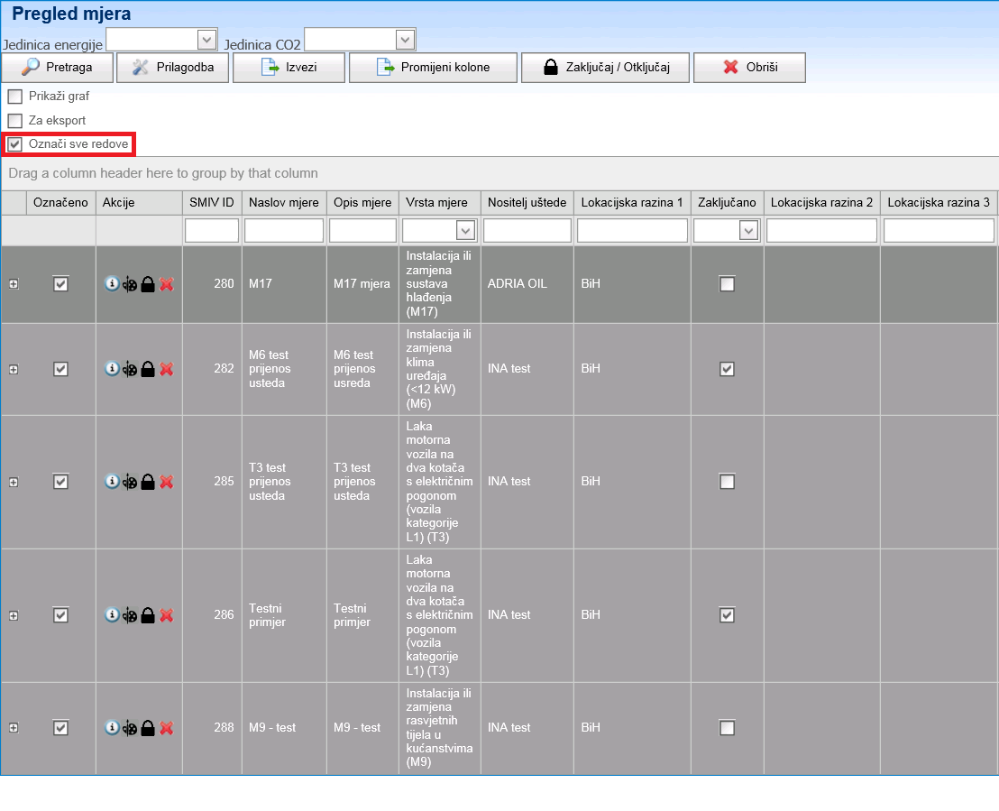 Pregled mjera
Jedinica energije Jedinica CO2
Pretraga Prilagodba Izvezi Promijeni kolone Zaključaj / Otključaj Obriši
Prikaži graf
Za eksport
Označi sve redove
Drag a column header here to group by that column
Označeno Akcije SMIV ID Naslov mjere Opis mjere Vrsta mjere Nositelj uštede Lokacijska razina 1 Zaključano Lokacijska razina 2 Lokacijska razina 3
280 M17 M17 mjera
Instalacija ili
zamjena
sustava
hlađenja
(M17)
ADRIA OIL BiH
282
M6 test
prijenos
usteda
M6 test
prijenos
usreda
Instalacija ili
zamjena
klima
uređaja
(<12 kW)
(M6)
INA test BiH
285
T3 test
prijenos
usteda
T3 test
prijenos
usteda
Laka
motorna
vozila na
dva kotača
s električnim
pogonom
(vozila
kategorije
L1) (T3)
INA test BiH
286
Testni
primjer
Testni
primjer
Laka
motorna
vozila na
dva kotača
s električnim
pogonom
(vozila
kategorije
L1) (T3)
INA test BiH
288 M9 - test M9 - test
Instalacija ili
zamjena
rasvjetnih
tijela u
kućanstvima
(M9)
INA test BiH